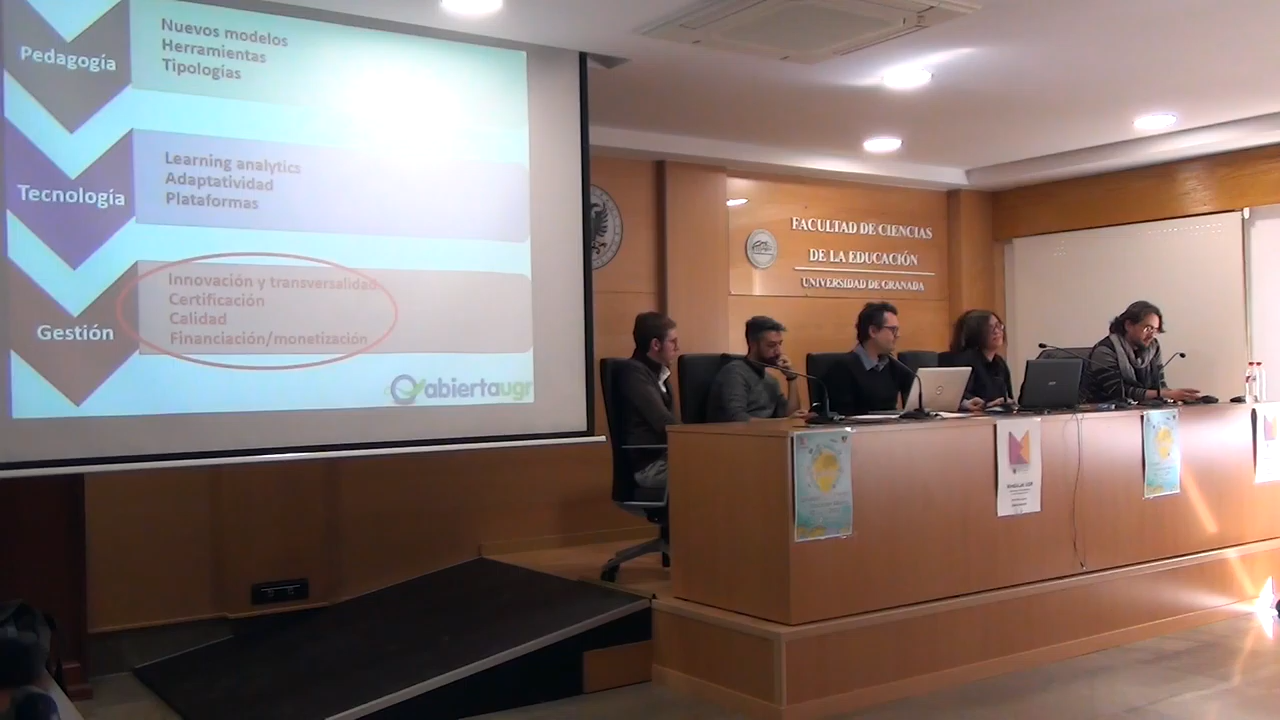 Pedagogía
Nuevos modelos
Herramientas
Tipologías
Tecnología
Learning analytics
Adaptatividad
Plataformas
Gestión
Innovación y transversalidad
Certificación
Calidad
Financiación/monetización
abiertaugr
FACULTAD DE CIENCIAS
DE LA EDUCACIÓN
UNIVERSIDAD DE GRANADA